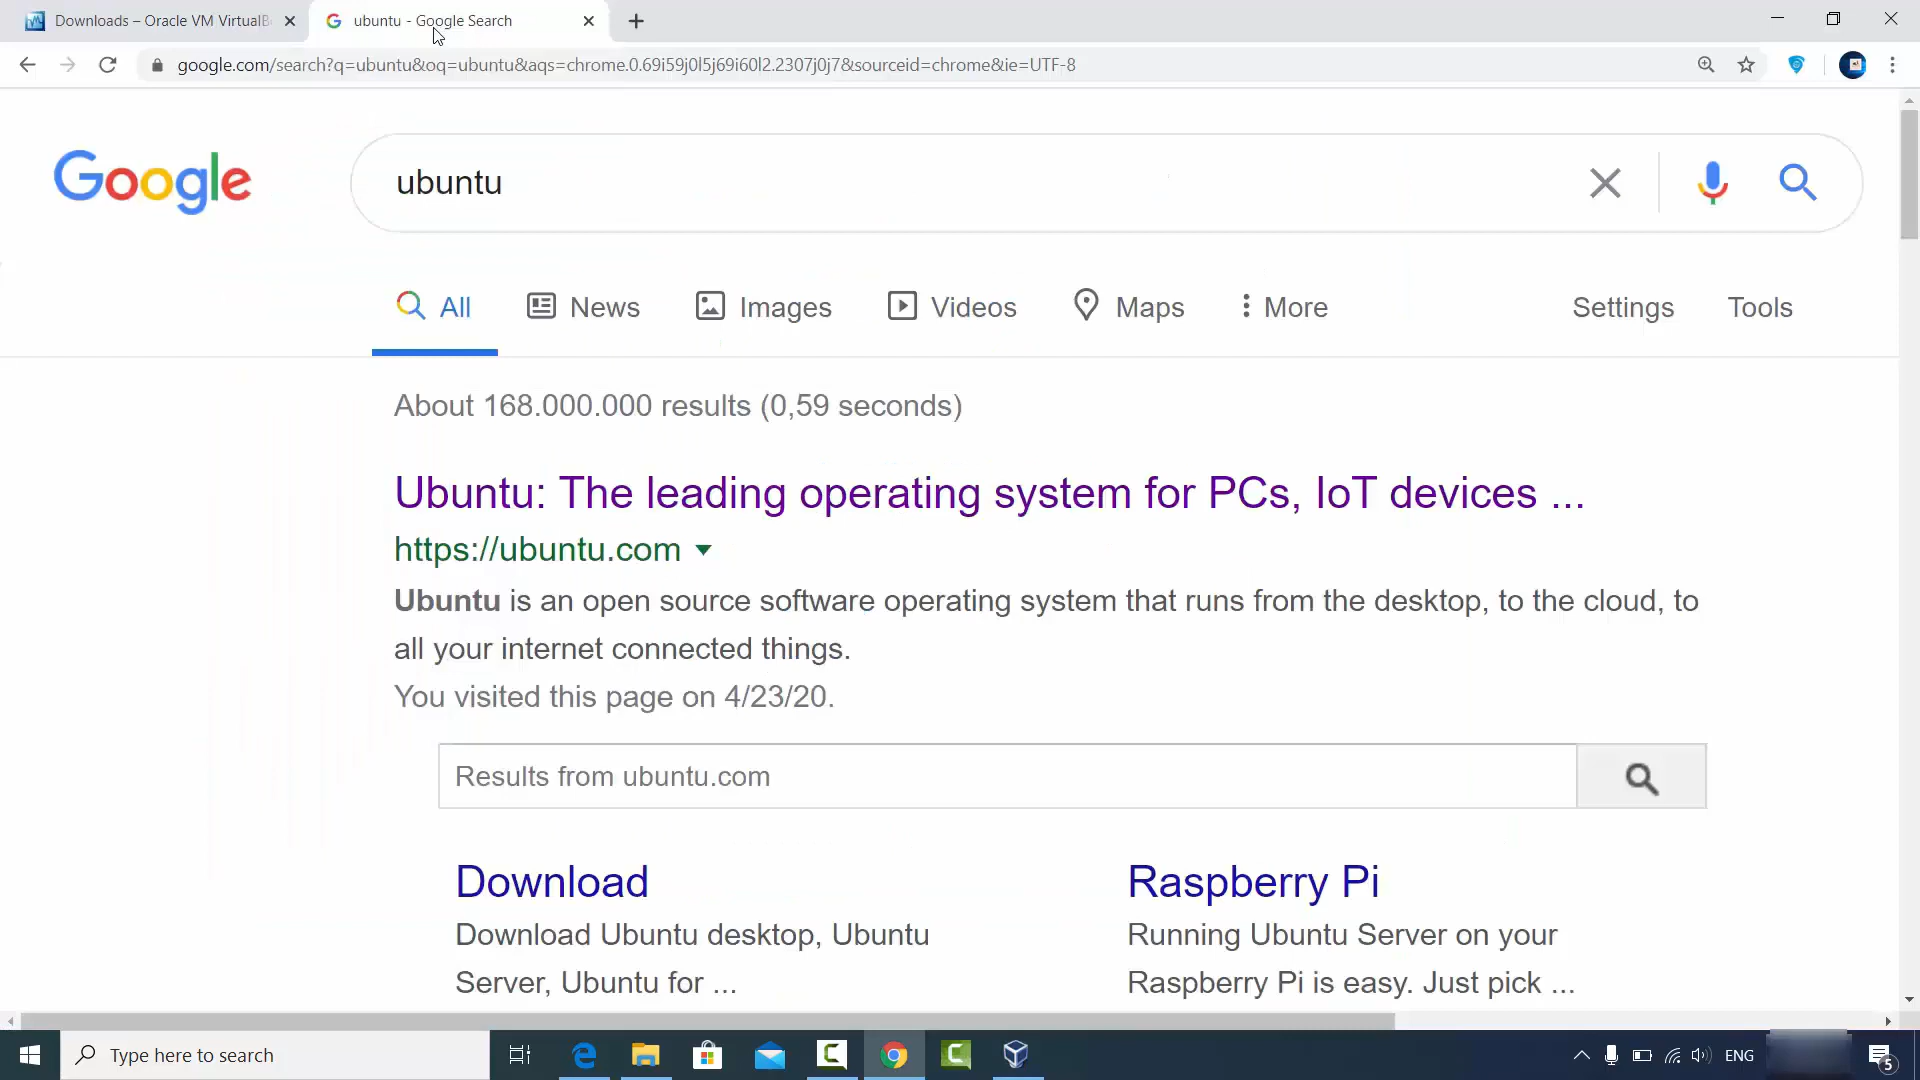 Downloads – Oracle VM VirtualB
ubuntu - Google Search
google.com/search?q=ubuntu&oq=ubuntu&aqs=chrome.0.69i59j0l5j69i60l2.2307j0j7&sourceid=chrome&ie=UTF-8
Google
ubuntu
All
News
Images
Videos
Maps
More
Settings
Tools
About 168.000.000 results (0,59 seconds)
Ubuntu: The leading operating system for PCs, IoT devices ...
https://ubuntu.com
Ubuntu is an open source software operating system that runs from the desktop, to the cloud, to
all your internet connected things.
You visited this page on 4/23/20.
Results from ubuntu.com
Download
Download Ubuntu desktop, Ubuntu
Server, Ubuntu for ...
Raspberry Pi
Running Ubuntu Server on your
Raspberry Pi is easy. Just pick ...
Type here to search
ENG
5